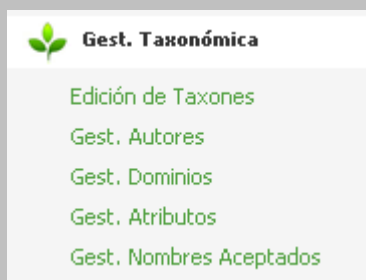 Gest. Taxonómica
Edición de Taxones
Gest. Autores
Gest. Dominios
Gest. Atributos
Gest. Nombres Aceptados